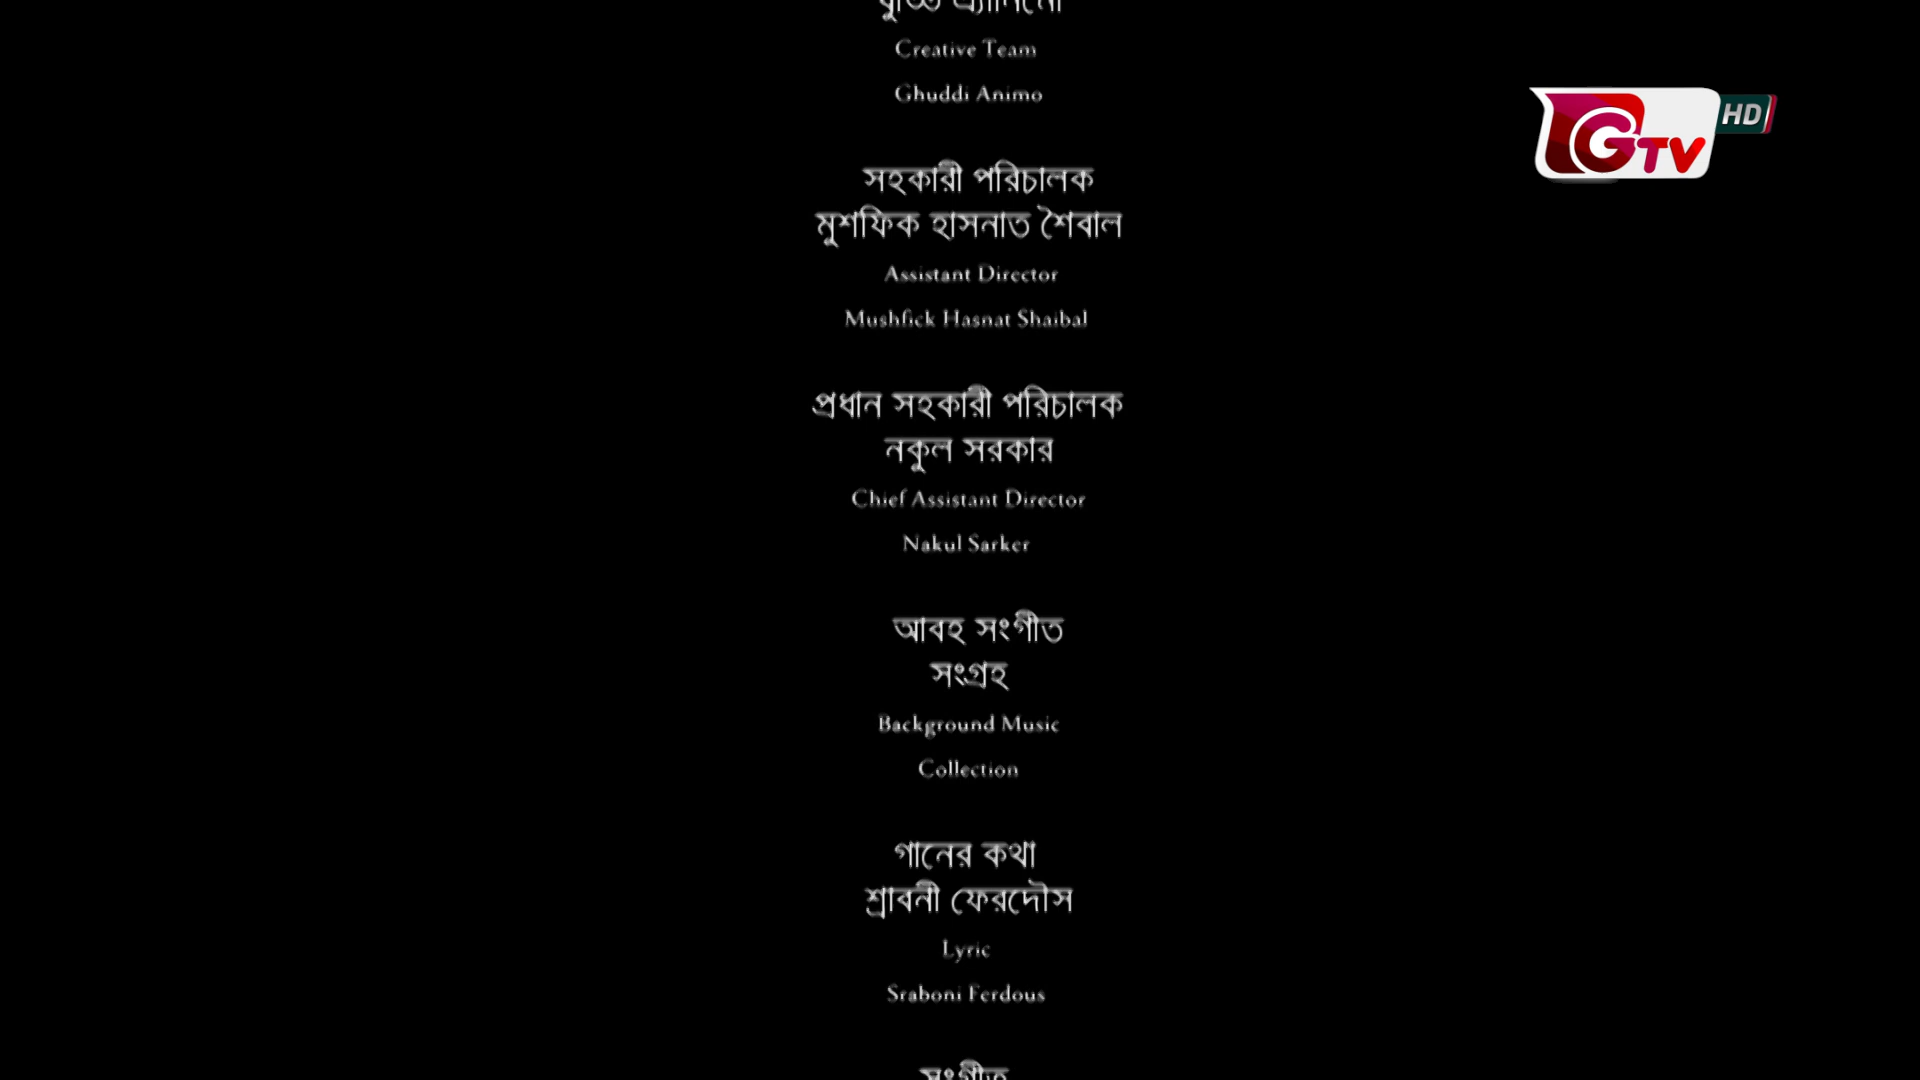 Creative Team
Ghuddi Animo
GTV HD
সহকারী পরিচালক
মুশফিক হাসনাত শৈবাল
Assistant Director
Mushfick Hasnat Shaibal
প্রধান সহকারী পরিচালক
নকুল সরকার
Chief Assistant Director
Nakul Sarker
আবহ সংগীত
সংগ্রহ
Background Music
Collection
গানের কথা
শ্রাবনী ফেরদৌস
Lyric
Sraboni Ferdous
সংগীত